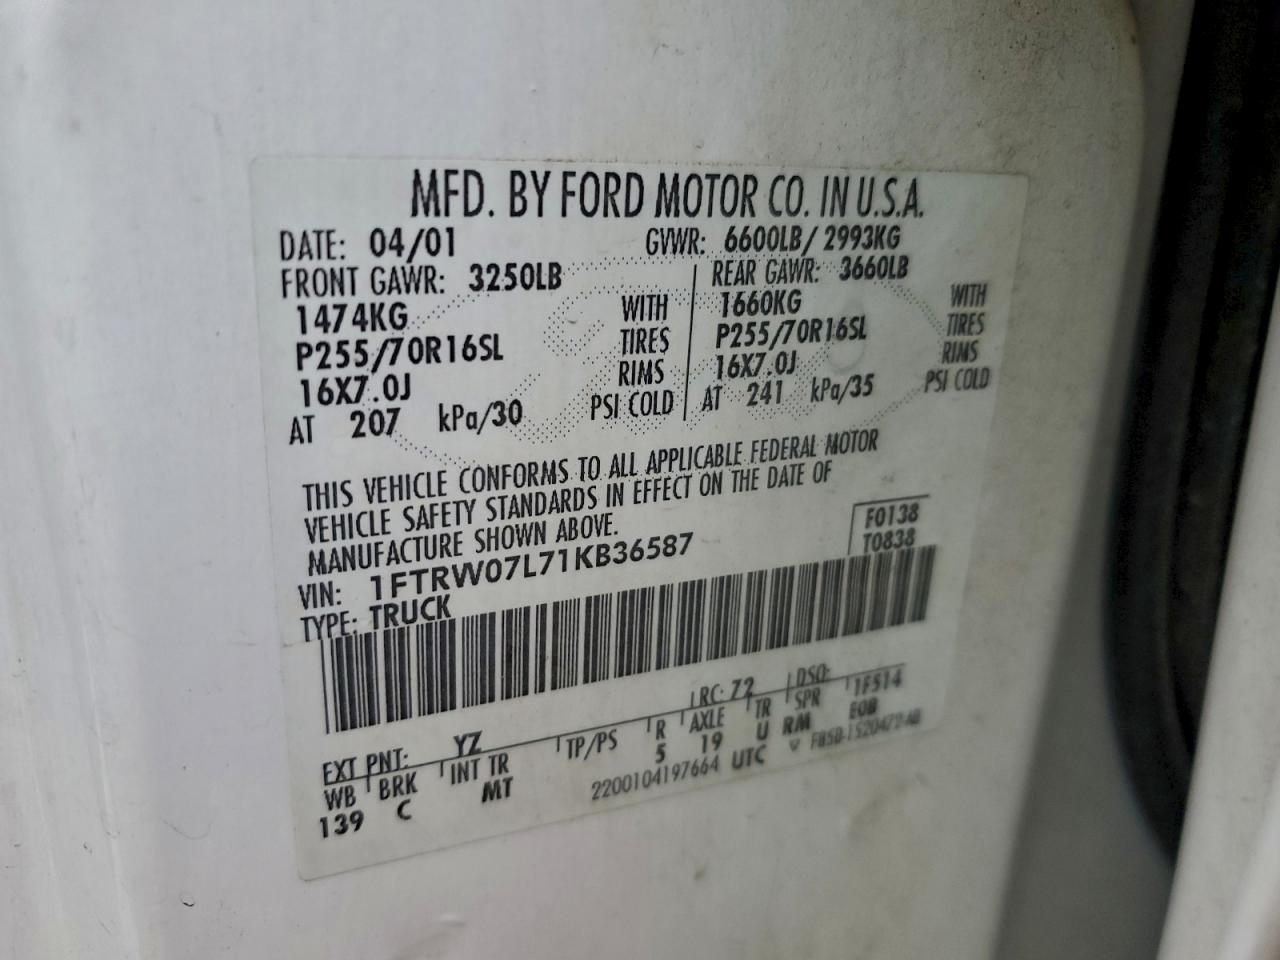 MFD. BY FORD MOTOR CO. IN U.S.A.
DATE: 04/01 GVWR: 6600LB/ 2993KG
FRONT GAWR: 3250LB REAR GAWR: 3660LB
1474KG WITH 1660KG WITH
P255/70R16SL TIRES P255/70R16SL TIRES
16X7.0J RIMS 16X7.0J RIMS
AT 207 kPa/30 PSI COLD AT 241 kPa/35 PSI COLD
THIS VEHICLE CONFORMS TO ALL APPLICABLE FEDERAL MOTOR
VEHICLE SAFETY STANDARDS IN EFFECT ON THE DATE OF
MANUFACTURE SHOWN ABOVE.
F0138
VIN: 1FTRW07L71KB36587 T0838
TYPE: TRUCK
EXT PNT: YZ RC: 72 DSO:
WB BRK INT TR TP/PS R AXLE TR SPR 1F514
139 C MT 5 19 U RM E0B
2200104197664 UTC